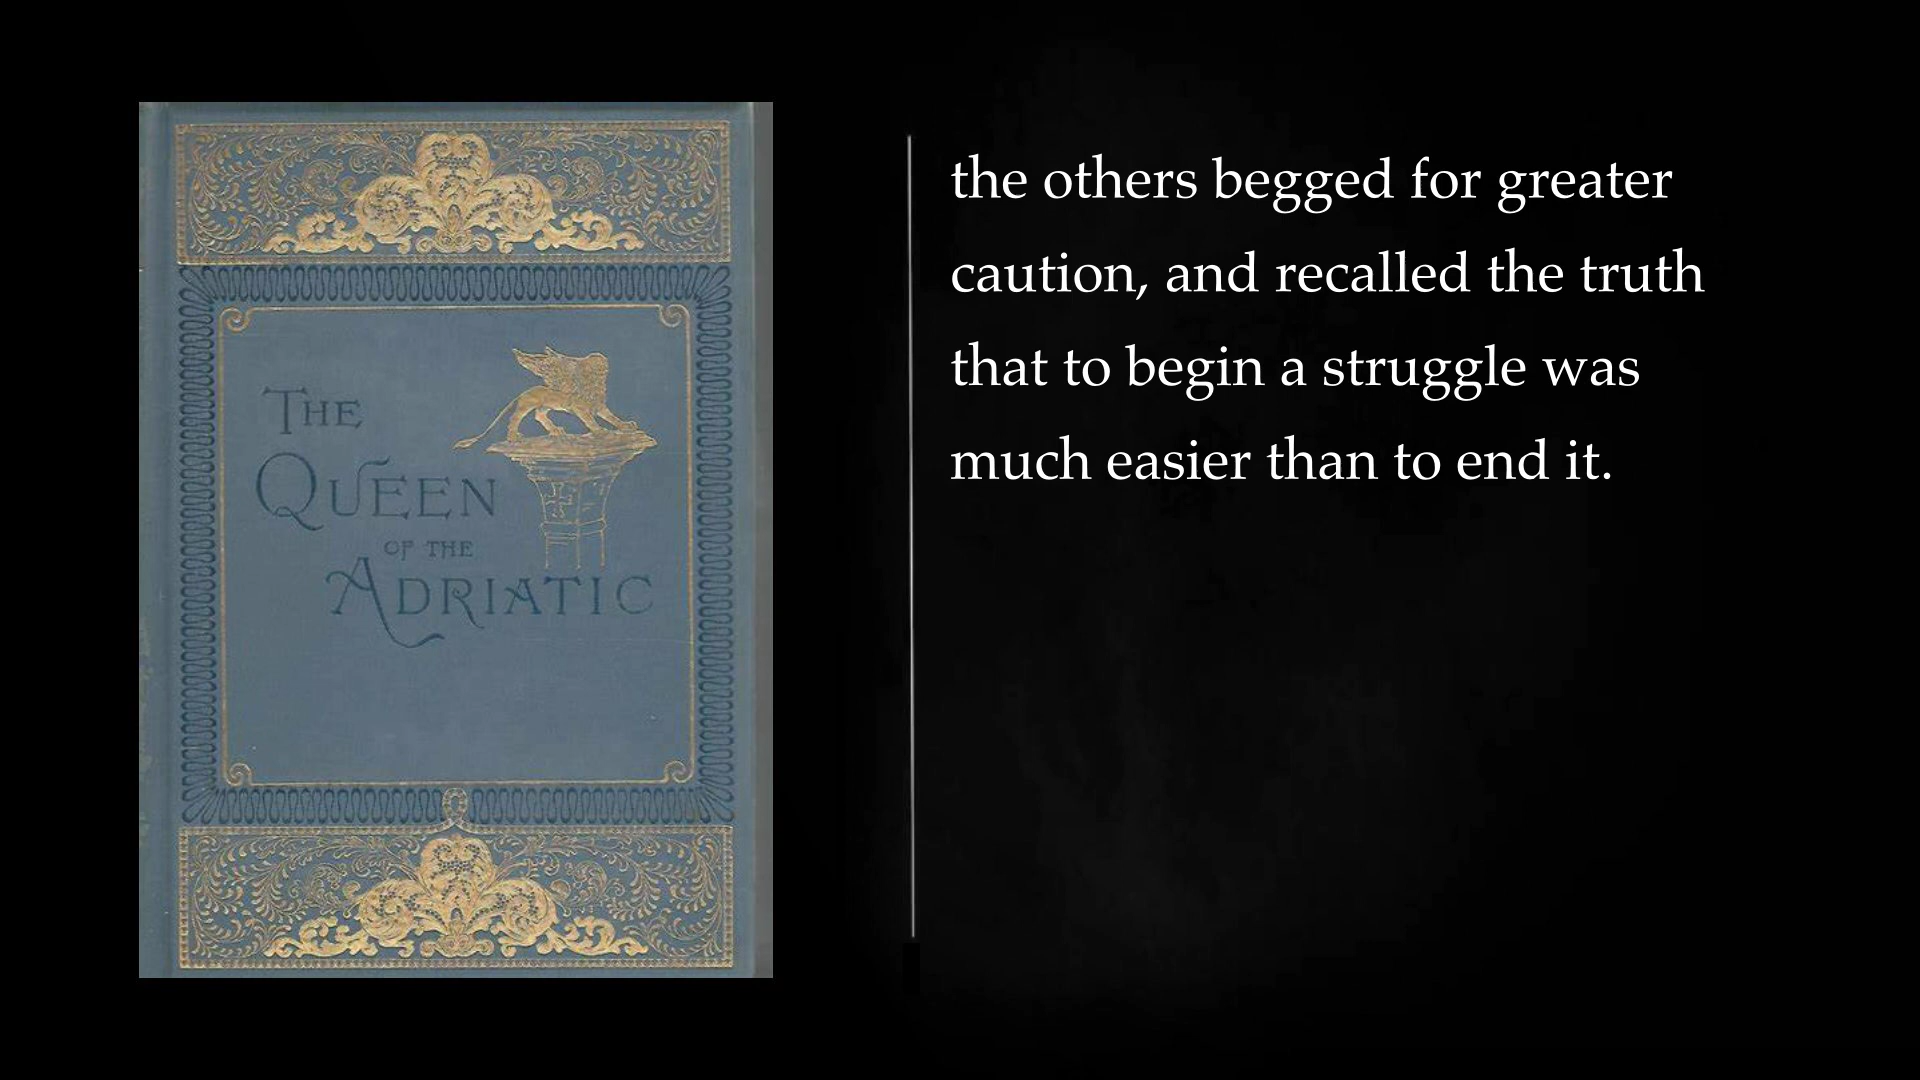 THE
QUEEN
OF THE
ADRIATIC
the others begged for greater
caution, and recalled the truth
that to begin a struggle was
much easier than to end it.